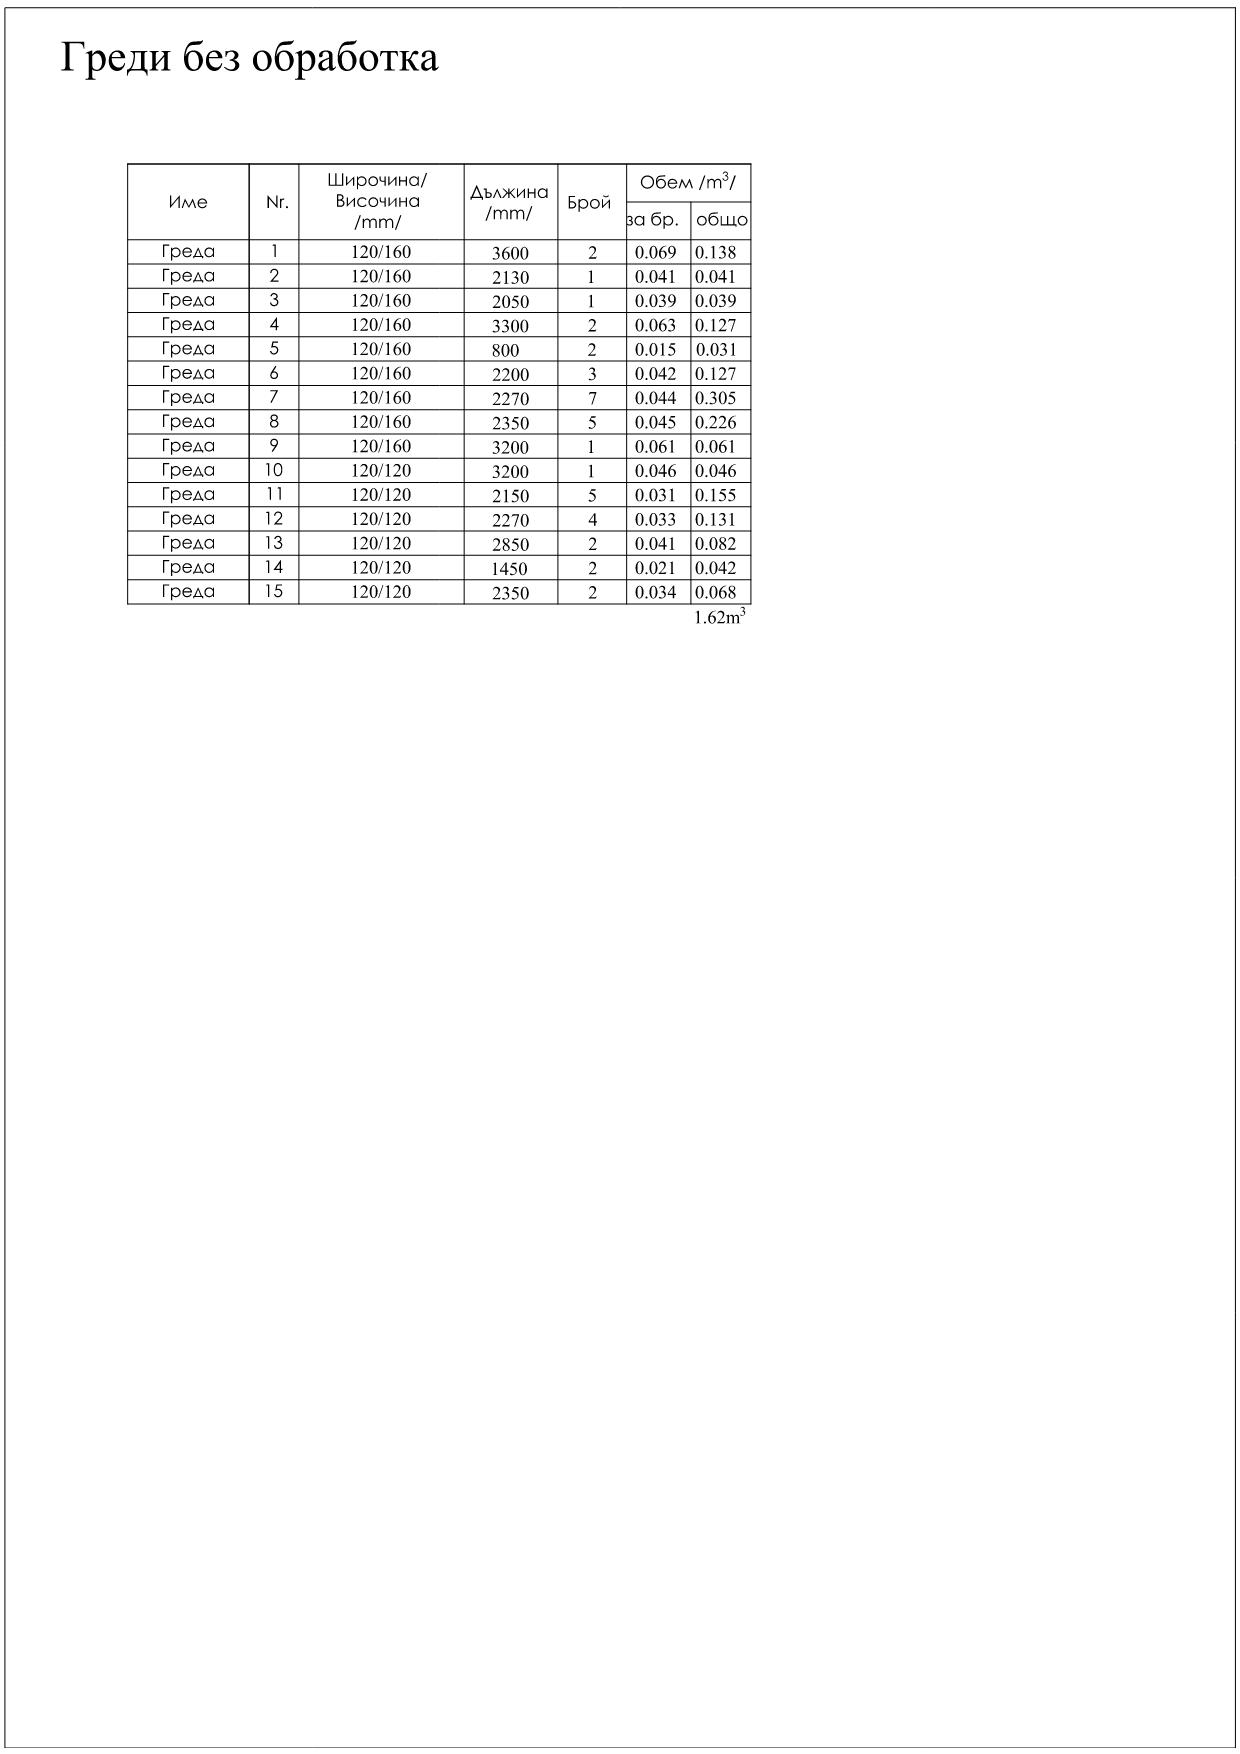 Греди без обработка
Име Nr. Широчина/ Височина /mm/ Дължина /mm/ Брой Обем /m³/
за бр. общо
Греда 1 120/160 3600 2 0.069 0.138
Греда 2 120/160 2130 1 0.041 0.041
Греда 3 120/160 2050 1 0.039 0.039
Греда 4 120/160 3300 2 0.063 0.127
Греда 5 120/160 800 2 0.015 0.031
Греда 6 120/160 2200 3 0.042 0.127
Греда 7 120/160 2270 7 0.044 0.305
Греда 8 120/160 2350 5 0.045 0.226
Греда 9 120/160 3200 1 0.061 0.061
Греда 10 120/120 3200 1 0.046 0.046
Греда 11 120/120 2150 5 0.031 0.155
Греда 12 120/120 2270 4 0.033 0.131
Греда 13 120/120 2850 2 0.041 0.082
Греда 14 120/120 1450 2 0.021 0.042
Греда 15 120/120 2350 2 0.034 0.068
1.62m³